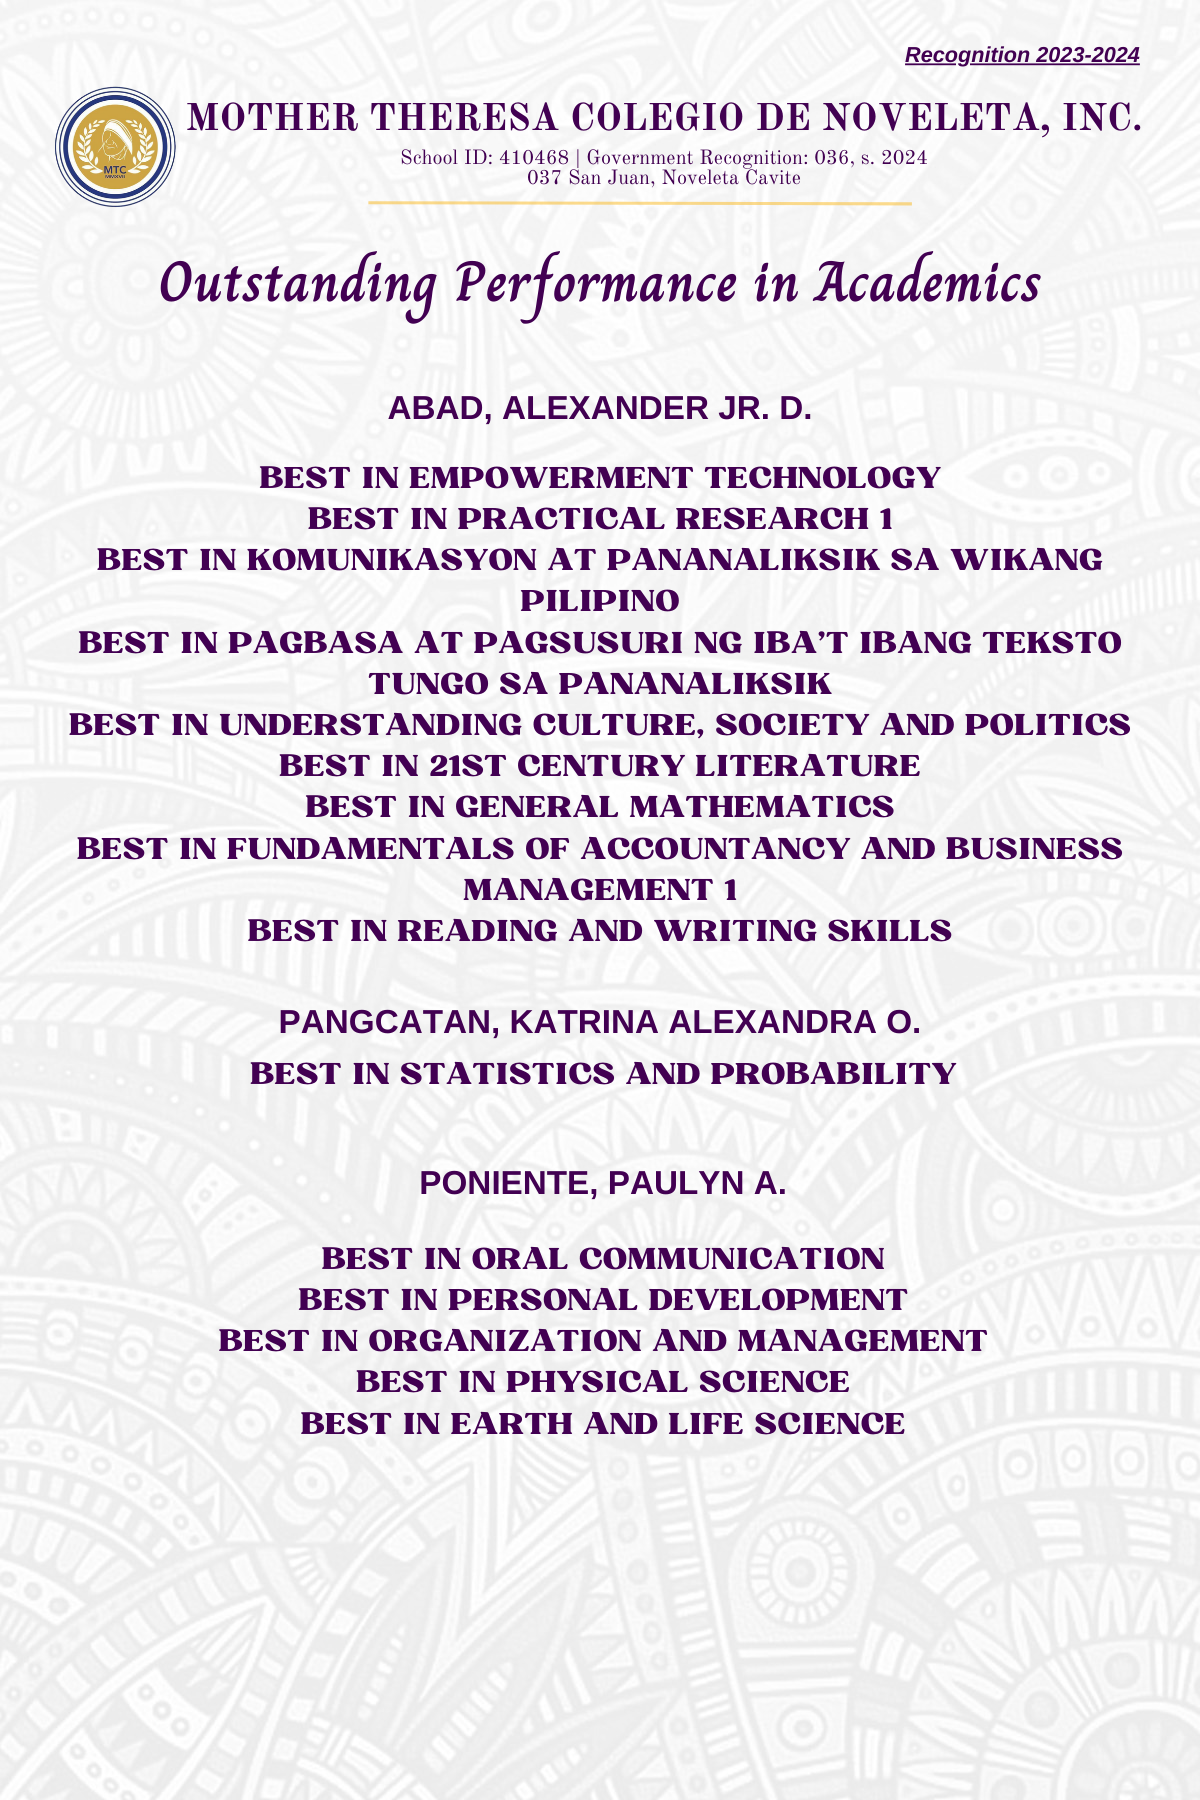 Recognition 2023-2024
MOTHER THERESA COLEGIO DE NOVELETA, INC.
School ID: 410468 | Government Recognition: 036, s. 2024
037 San Juan, Noveleta Cavite
MTC
MMXVII
Outstanding Performance in Academics
ABAD, ALEXANDER JR. D.
BEST IN EMPOWERMENT TECHNOLOGY
BEST IN PRACTICAL RESEARCH 1
BEST IN KOMUNIKASYON AT PANANALIKSIK SA WIKANG
PILIPINO
BEST IN PAGBASA AT PAGSUSURI NG IBA’T IBANG TEKSTO
TUNGO SA PANANALIKSIK
BEST IN UNDERSTANDING CULTURE, SOCIETY AND POLITICS
BEST IN 21ST CENTURY LITERATURE
BEST IN GENERAL MATHEMATICS
BEST IN FUNDAMENTALS OF ACCOUNTANCY AND BUSINESS
MANAGEMENT 1
BEST IN READING AND WRITING SKILLS
PANGCATAN, KATRINA ALEXANDRA O.
BEST IN STATISTICS AND PROBABILITY
PONIENTE, PAULYN A.
BEST IN ORAL COMMUNICATION
BEST IN PERSONAL DEVELOPMENT
BEST IN ORGANIZATION AND MANAGEMENT
BEST IN PHYSICAL SCIENCE
BEST IN EARTH AND LIFE SCIENCE